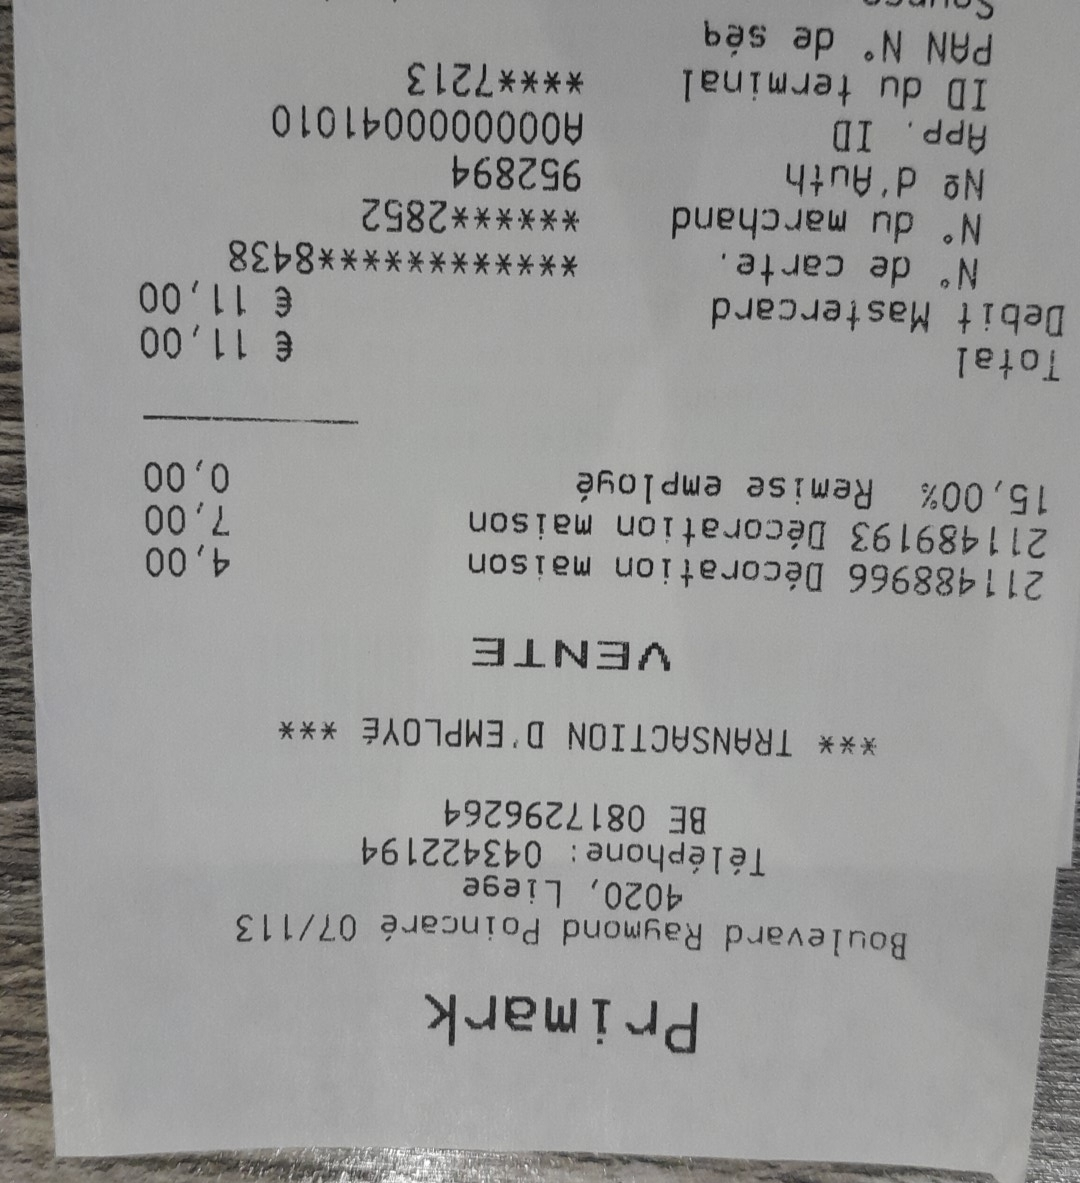 Primark
Boulevard Raymond Poincaré 07/113
4020, Liege
Téléphone: 043422194
BE 0817296264
*** TRANSACTION D'EMPLOYÉ ***
VENTE
211488966 Décoration maison 4,00
211489193 Décoration maison 7,00
15,00% Remise employé 0,00
Total € 11,00
Debit Mastercard € 11,00
N° de carte. ************8438
N° du marchand ******2852
Nº d'Auth 952894
App. ID A0000000041010
ID du terminal ****7213
PAN N° de séq